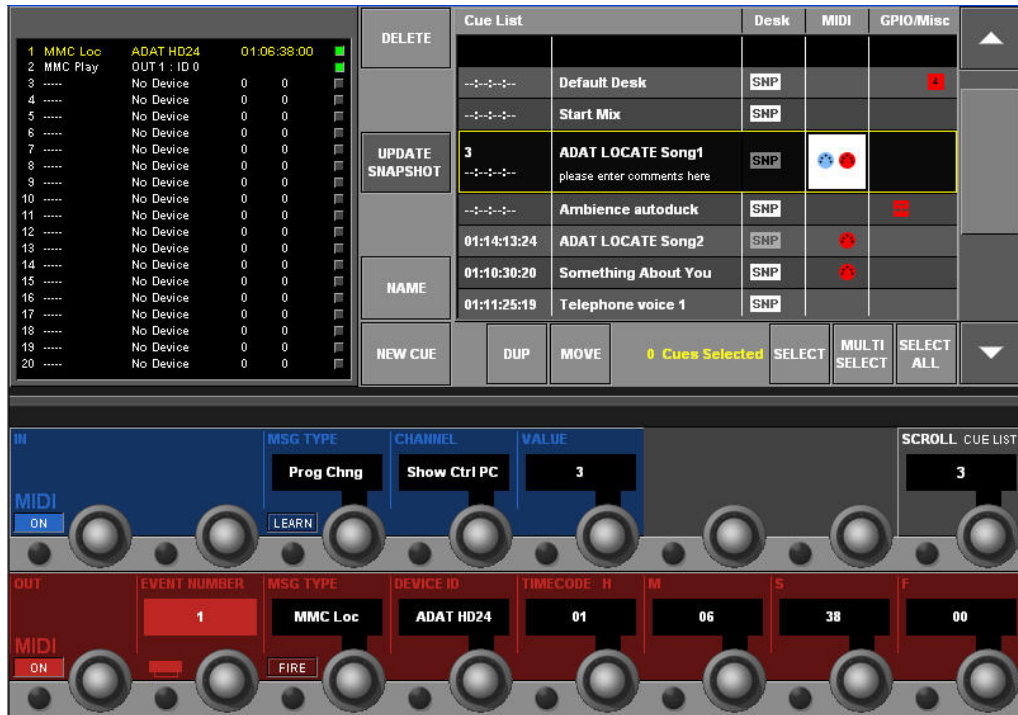 1 MMC Loc ADAT HD24 01:06:38:00
2 MMC Play OUT 1 : ID 0
3 ----- No Device 0 0
4 ----- No Device 0 0
5 ----- No Device 0 0
6 ----- No Device 0 0
7 ----- No Device 0 0
8 ----- No Device 0 0
9 ----- No Device 0 0
10 ----- No Device 0 0
11 ----- No Device 0 0
12 ----- No Device 0 0
13 ----- No Device 0 0
14 ----- No Device 0 0
15 ----- No Device 0 0
16 ----- No Device 0 0
17 ----- No Device 0 0
18 ----- No Device 0 0
19 ----- No Device 0 0
20 ----- No Device 0 0
DELETE
UPDATE
SNAPSHOT
NAME
NEW CUE
Cue List Desk MIDI GPIO/Misc
--:--:--:-- Default Desk SNP 4
--:--:--:-- Start Mix SNP
3 ADAT LOCATE Song1 SNP
--:--:--:-- please enter comments here
--:--:--:-- Ambience autoduck SNP
01:14:13:24 ADAT LOCATE Song2 SNP
01:10:30:20 Something About You SNP
01:11:25:19 Telephone voice 1 SNP
DUP MOVE 0 Cues Selected SELECT
MULTI
SELECT
SELECT
ALL
IN MSG TYPE CHANNEL VALUE SCROLL CUE LIST
Prog Chng Show Ctrl PC 3 3
MIDI
ON LEARN
OUT EVENT NUMBER MSG TYPE DEVICE ID TIMECODE H M S F
1 MMC Loc ADAT HD24 01 06 38 00
MIDI
ON FIRE